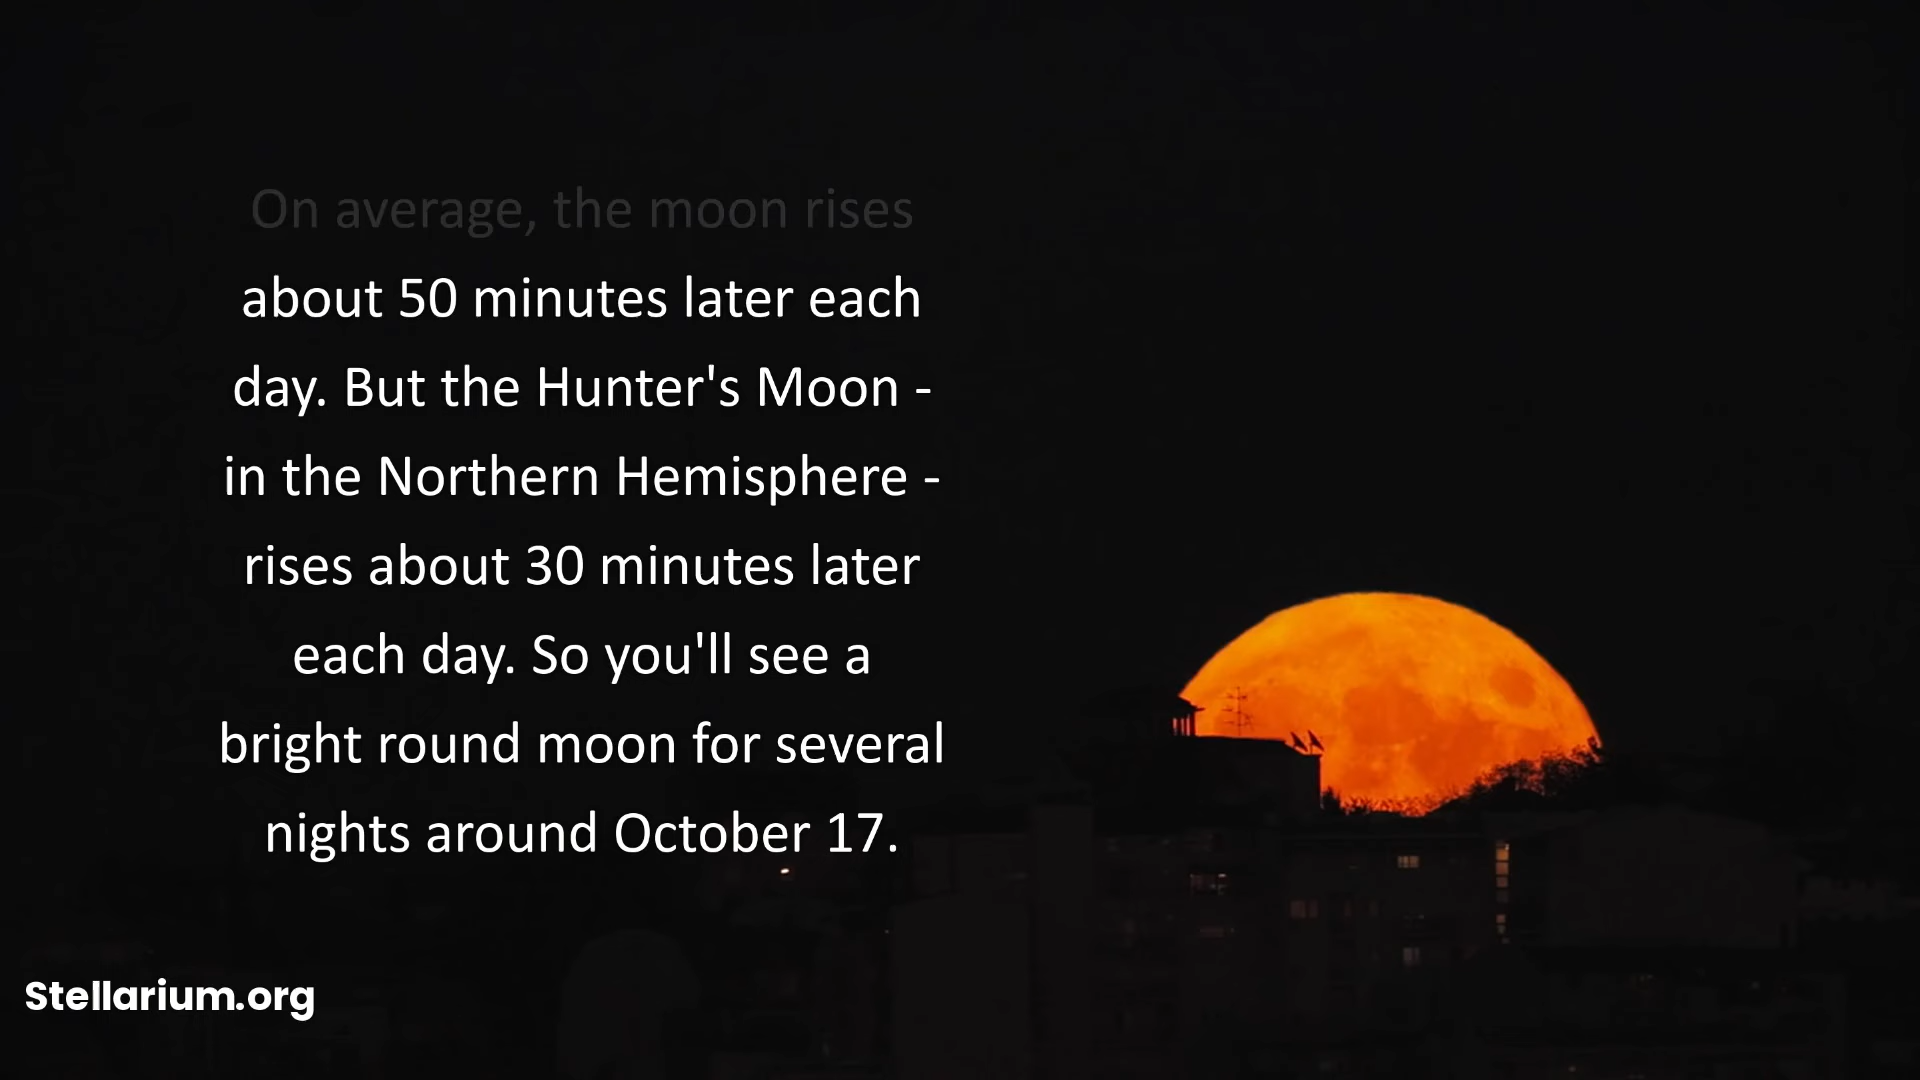 On average, the moon rises
about 50 minutes later each
day. But the Hunter's Moon -
in the Northern Hemisphere -
rises about 30 minutes later
each day. So you'll see a
bright round moon for several
nights around October 17.
Stellarium.org